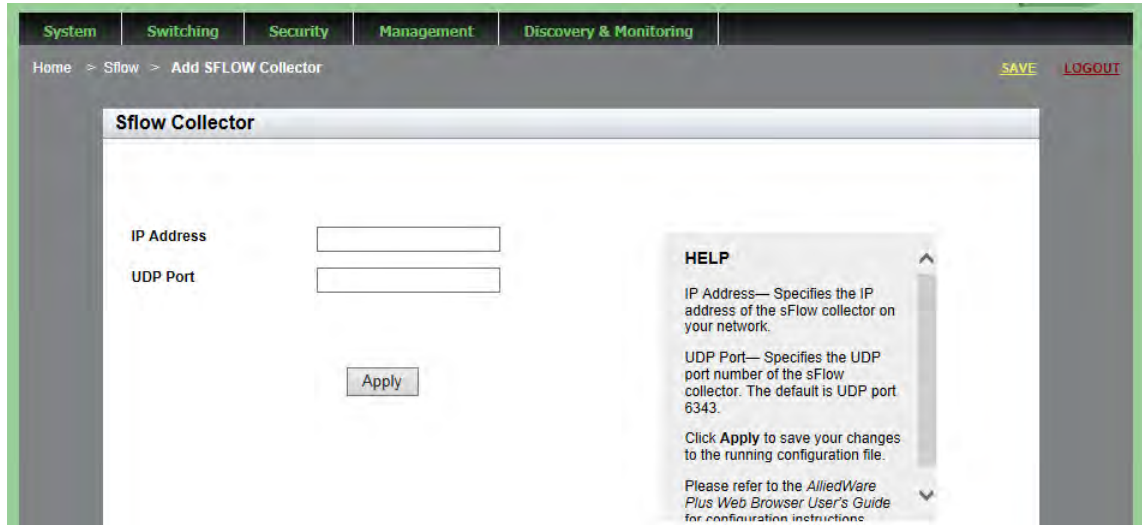 System Switching Security Management Discovery & Monitoring
Home > Sflow > Add SFLOW Collector SAVE LOGOUT
Sflow Collector
IP Address
UDP Port
Apply
HELP
IP Address— Specifies the IP
address of the sFlow collector on
your network.
UDP Port— Specifies the UDP
port number of the sFlow
collector. The default is UDP port
6343.
Click Apply to save your changes
to the running configuration file.
Please refer to the AlliedWare
Plus Web Browser User's Guide
for configuration instructions